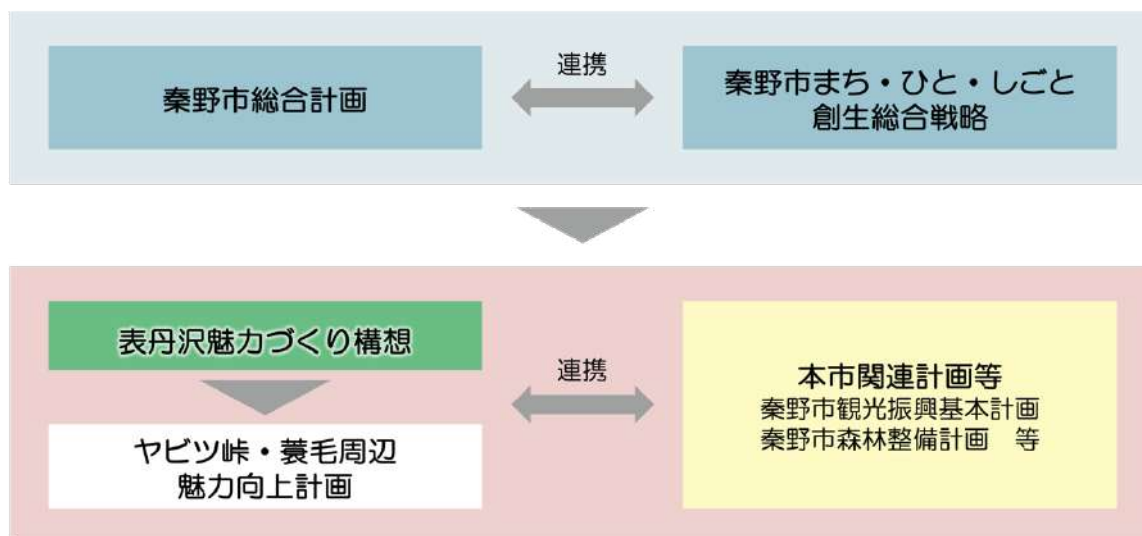 秦野市総合計画
連携
秦野市まち・ひと・しごと
創生総合戦略
表丹沢魅力づくり構想
ヤビツ峠・蓑毛周辺
魅力向上計画
連携
本市関連計画等
秦野市観光振興基本計画
秦野市森林整備計画　等